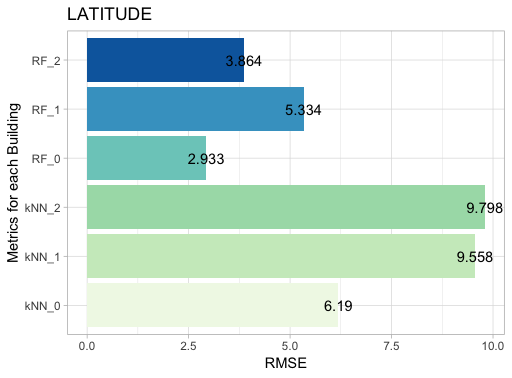 LATITUDE
Metrics for each Building
RF_2
3.864
RF_1
5.334
RF_0
2.933
kNN_2
9.798
kNN_1
9.558
kNN_0
6.19
0.0 2.5 5.0 7.5 10.0
RMSE